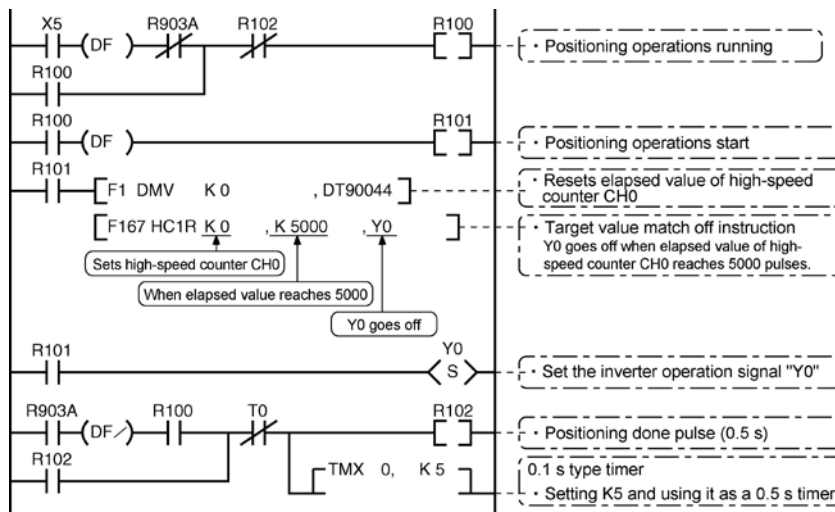 X5 R903A R102 R100
(DF)
· Positioning operations running
R100
R100 R101
(DF)
· Positioning operations start
R101
F1 DMV K 0 , DT90044
· Resets elapsed value of high-speed
counter CH0
F167 HC1R K 0 , K 5000 , Y0
· Target value match off instruction
Y0 goes off when elapsed value of high-
speed counter CH0 reaches 5000 pulses.
Sets high-speed counter CH0
When elapsed value reaches 5000
Y0 goes off
R101 Y0
S
· Set the inverter operation signal "Y0"
R903A R100 T0 R102
(DF/)
· Positioning done pulse (0.5 s)
R102
TMX 0, K 5
0.1 s type timer
· Setting K5 and using it as a 0.5 s timer